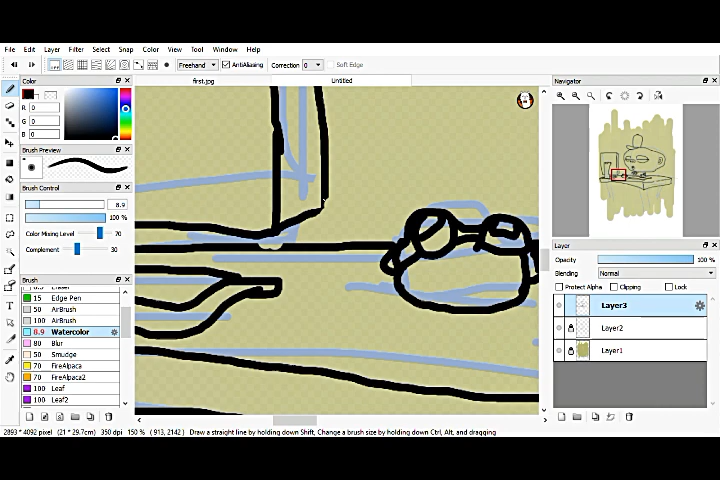 File Edit Layer Filter Select Snap Color View Tool Window Help
Freehand AntiAliasing Correction 0 Soft Edge
Color
first.jpg Untitled
Navigator
R 0
G 0
B 0
Brush Preview
Brush Control
8.9
100 %
Color Mixing Level 70
Complement 30
Layer
Opacity 100 %
Blending Normal
Protect Alpha Clipping Lock
Layer3
Layer2
Layer1
Brush
15 Edge Pen
50 AirBrush
100 AirBrush
8.9 Watercolor
80 Blur
50 Smudge
70 FireAlpaca
70 FireAlpaca2
100 Leaf
100 Leaf2
2893 * 4092 pixel (21 * 29.7cm) 350 dpi 150 % ( 913, 2142 ) Draw a straight line by holding down Shift, Change a brush size by holding down Ctrl, Alt, and dragging